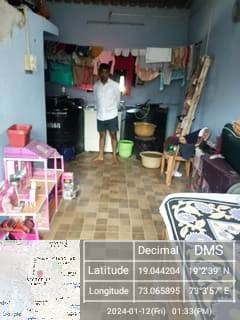 Decimal DMS
Latitude 19.044204 19°2'39" N
Longitude 73.065895 73°3'57" E
2024-01-12(Fri) 01:33(PM)